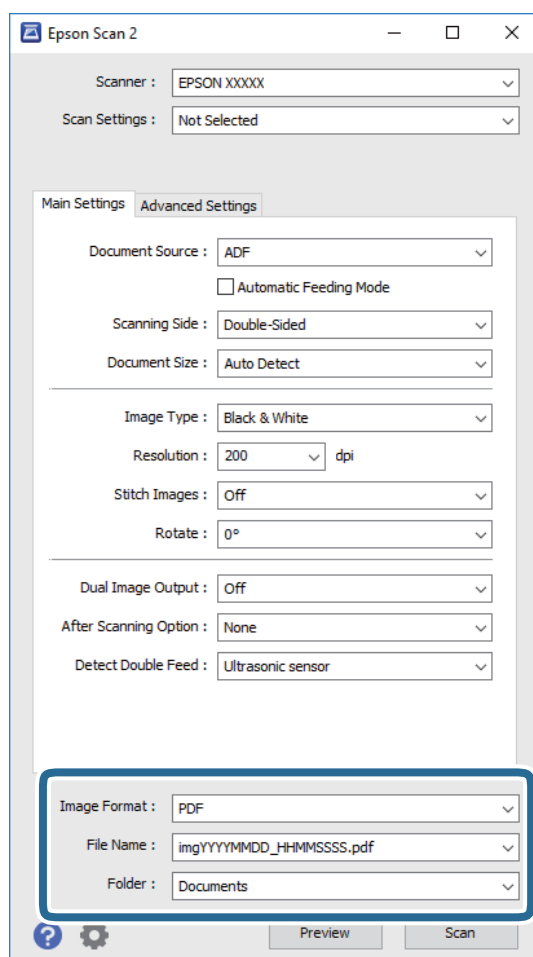 Epson Scan 2
Scanner : EPSON XXXXX
Scan Settings : Not Selected
Main Settings Advanced Settings
Document Source : ADF
Automatic Feeding Mode
Scanning Side : Double-Sided
Document Size : Auto Detect
Image Type : Black & White
Resolution : 200 dpi
Stitch Images : Off
Rotate : 0°
Dual Image Output : Off
After Scanning Option : None
Detect Double Feed : Ultrasonic sensor
Image Format : PDF
File Name : imgYYYYMMDD_HHMMSSSS.pdf
Folder : Documents
? Preview Scan